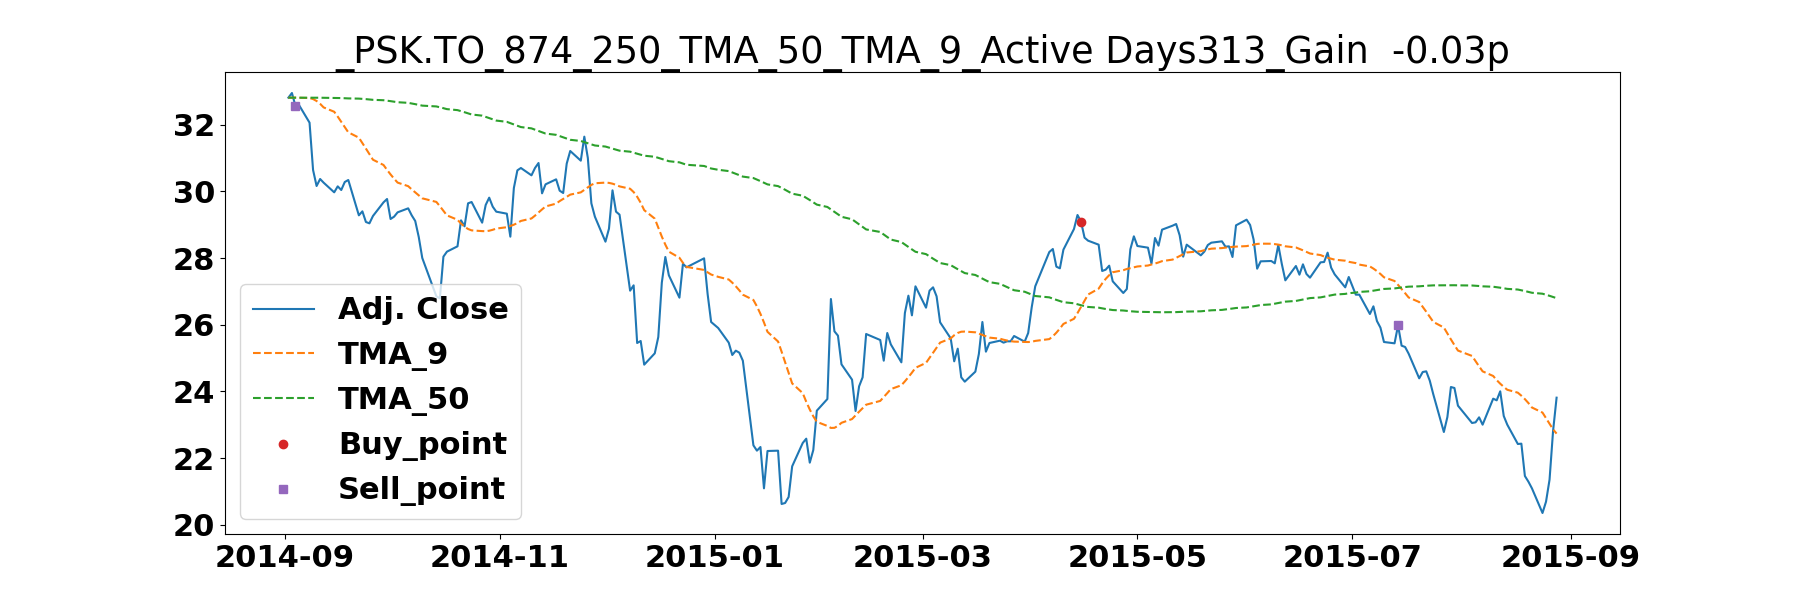 _PSK.TO_874_250_TMA_50_TMA_9_Active Days313_Gain  -0.03p
32
30
28
26
24
22
20
Adj. Close
TMA_9
TMA_50
Buy_point
Sell_point
2014-09 2014-11 2015-01 2015-03 2015-05 2015-07 2015-09